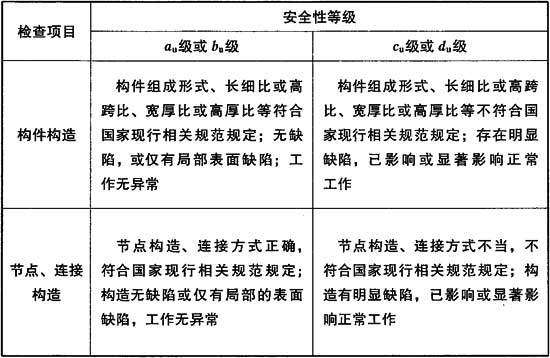 检查项目
安全性等级
au级或 bu级
cu级或 du级
构件构造
构件组成形式、长细比或高
跨比、宽厚比或高厚比等符合
国家现行相关规范规定；无缺
陷，或仅有局部表面缺陷；工
作无异常
构件组成形式、长细比或高跨
比、宽厚比或高厚比等不符合国
家现行相关规范规定；存在明显
缺陷，已影响或显著影响正常
工作
节点、连接
构造
节点构造、连接方式正确，
符合国家现行相关规范规定；
构造无缺陷或仅有局部的表面
缺陷，工作无异常
节点构造、连接方式不当，不
符合国家现行相关规范规定；构
造有明显缺陷，已影响或显著影
响正常工作